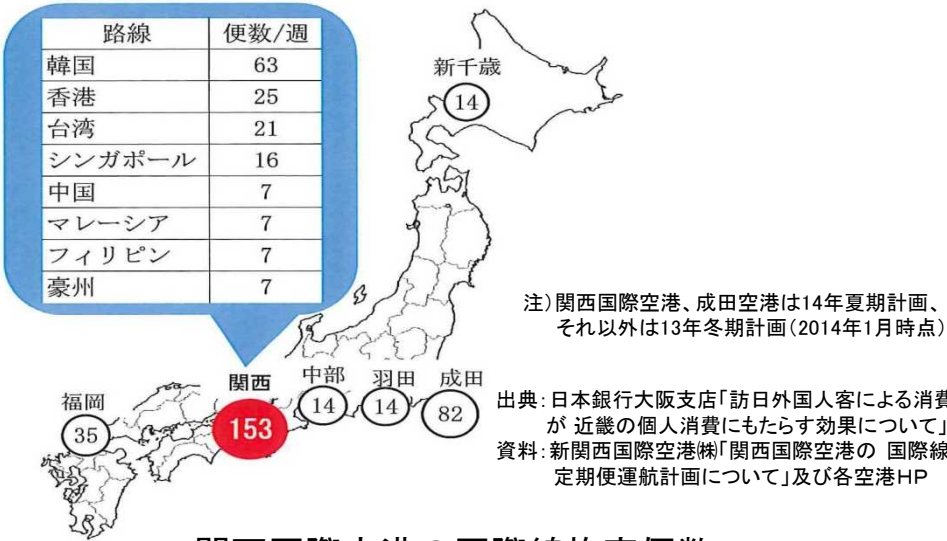 路線 便数/週
韓国 63
香港 25
台湾 21
シンガポール 16
中国 7
マレーシア 7
フィリピン 7
豪州 7
新千歳
14
注)関西国際空港、成田空港は14年夏期計画、
それ以外は13年冬期計画(2014年1月時点)
福岡
35
関西
153
中部
14
羽田
14
成田
82
出典:日本銀行大阪支店「訪日外国人客による消費
が 近畿の個人消費にもたらす効果について」
資料:新関西国際空港㈱「関西国際空港の 国際線
定期便運航計画について」及び各空港HP